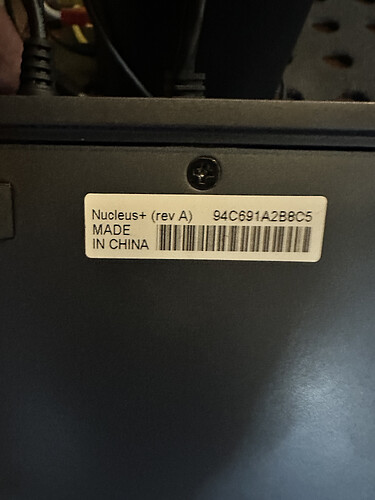 Nucleus+ (rev A) 94C691A2B8C5
MADE
IN CHINA